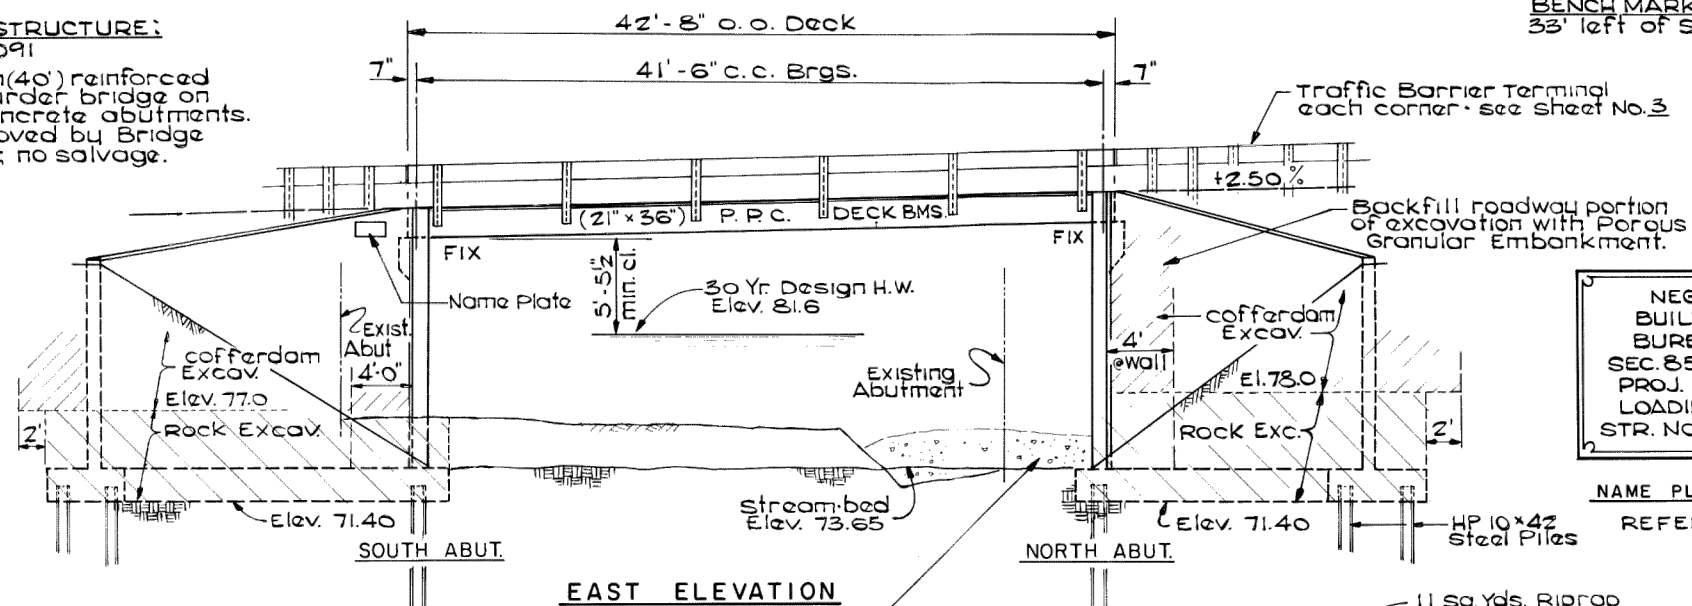 STRUCTURE:
091
(40') reinforced
girder bridge on
concrete abutments.
by Bridge
; no salvage.
42'-8" o.o. Deck
BENCH MARK
33' left of S
7"
41'-6" c.c. Brgs.
7"
Traffic Barrier Terminal
each corner - see sheet No. 3
+2.50%
(21" x 36") P.P.C. DECK BMS.
Backfill roadway portion
of excavation with Porous
Granular Embankment.
FIX
FIX
5'-5½"
min. cl.
Name Plate
30 Yr. Design H.W.
Elev. 81.6
Exist.
Abut
4'-0"
cofferdam
Excav.
Elev. 77.0
Rock Excav.
2'
Existing
Abutment
cofferdam
Excav.
4'
@wall
El. 78.0
Rock Exc.
2'
NEG
BUIL
BURE
SEC. 85
PROJ.
LOADI
STR. NO
Elev. 71.40
Stream-bed
Elev. 73.65
Elev. 71.40
HP 10x42
Steel Piles
NAME PL
REFE
SOUTH ABUT.
NORTH ABUT.
EAST ELEVATION
11 Sq. Yds. Riprap